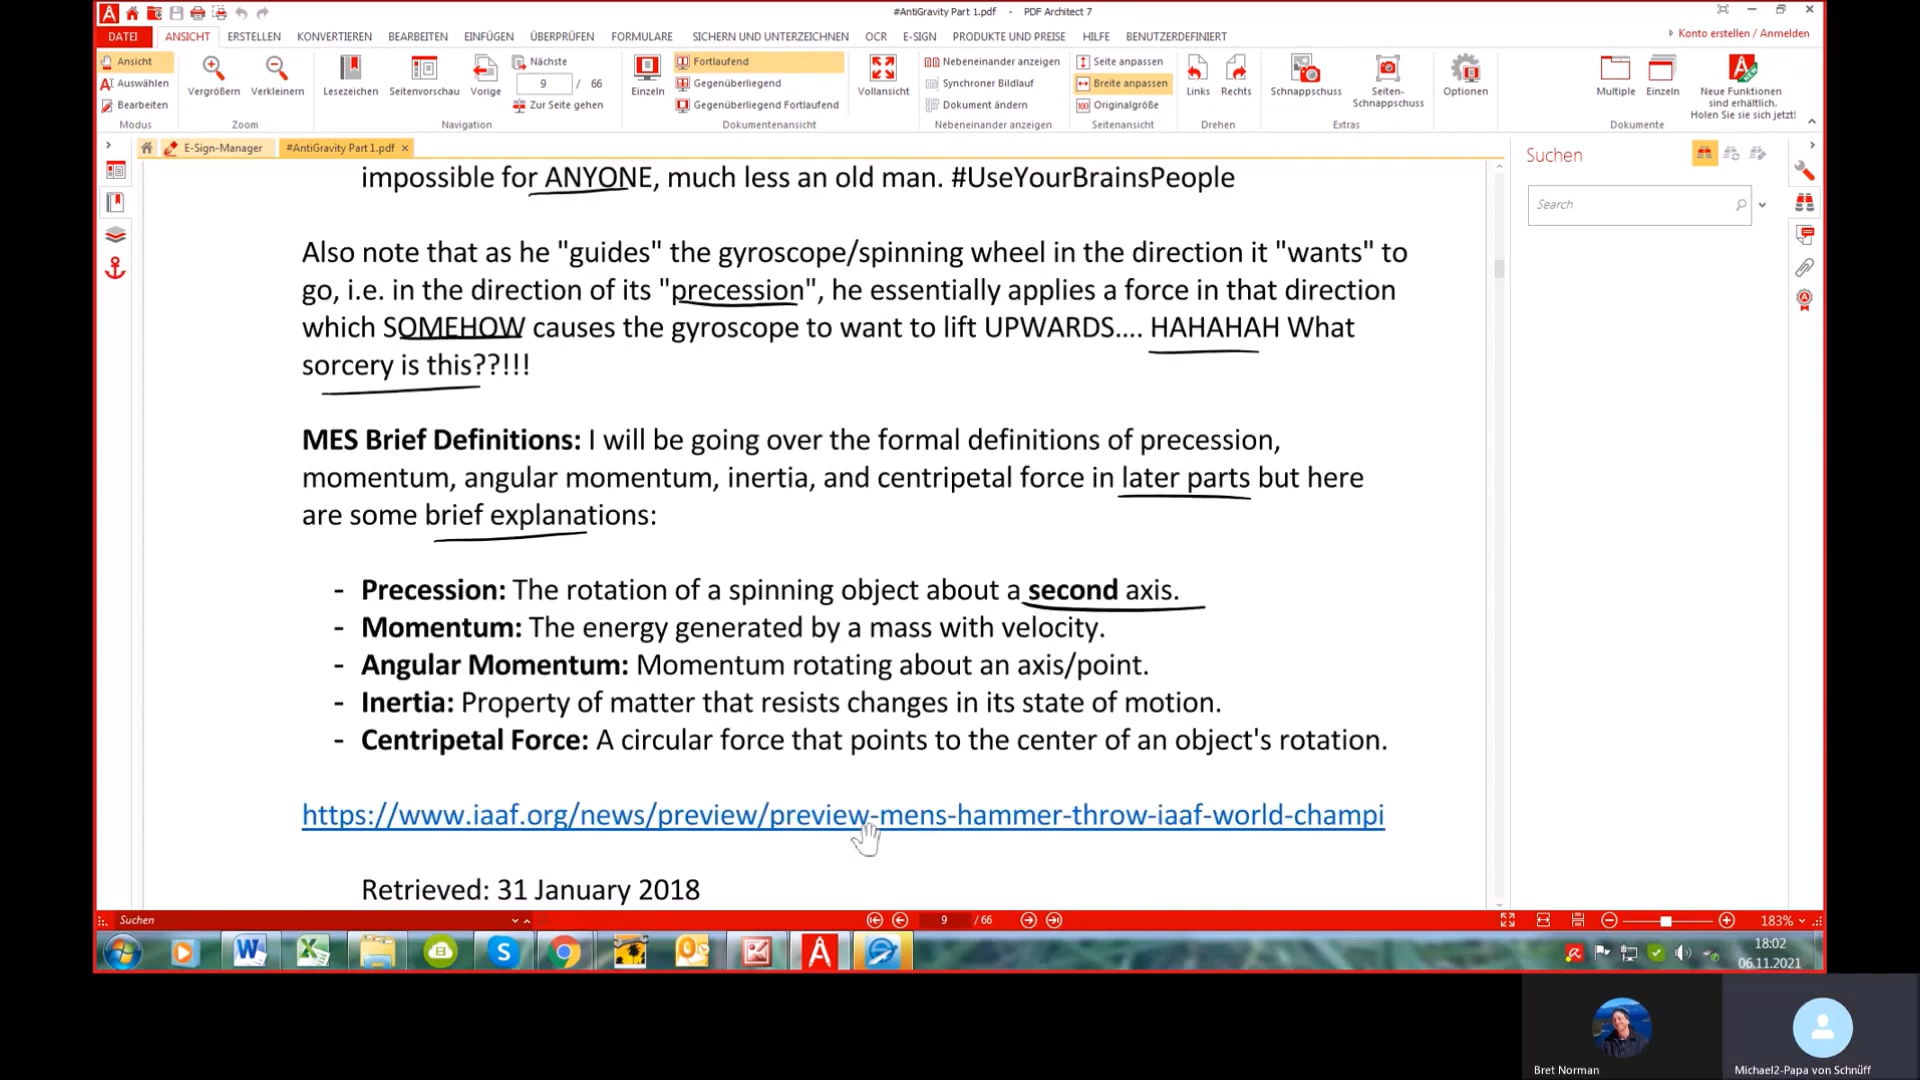 #AntiGravity Part 1.pdf - PDF Architect 7
DATEI ANSICHT ERSTELLEN KONVERTIEREN BEARBEITEN EINFÜGEN ÜBERPRÜFEN FORMULARE SICHERN UND UNTERZEICHNEN OCR E-SIGN PRODUKTE UND PREISE HILFE BENUTZERDEFINIERT Konto erstellen / Anmelden
Ansicht
Auswählen
Bearbeiten
Modus
Vergrößern Verkleinern
Zoom
Lesezeichen Seitenvorschau Vorige
Nächste
9 / 66
Zur Seite gehen
Navigation
Einzeln
Fortlaufend
Gegenüberliegend
Gegenüberliegend Fortlaufend
Dokumentenansicht
Vollansicht
Nebeneinander anzeigen
Synchroner Bildlauf
Dokument ändern
Nebeneinander anzeigen
Seite anpassen
Breite anpassen
100 Originalgröße
Seitenansicht
Links Rechts
Drehen
Schnappschuss
Seiten-
Schnappschuss
Extras
Optionen
Multiple Einzeln
Dokumente
Neue Funktionen
sind erhältlich.
Holen Sie sie sich jetzt!
E-Sign-Manager #AntiGravity Part 1.pdf ×
Suchen
Search
impossible for ANYONE, much less an old man. #UseYourBrainsPeople
Also note that as he "guides" the gyroscope/spinning wheel in the direction it "wants" to
go, i.e. in the direction of its "precession", he essentially applies a force in that direction
which SOMEHOW causes the gyroscope to want to lift UPWARDS.... HAHAHAH What
sorcery is this??!!!
MES Brief Definitions: I will be going over the formal definitions of precession,
momentum, angular momentum, inertia, and centripetal force in later parts but here
are some brief explanations:
- Precession: The rotation of a spinning object about a second axis.
- Momentum: The energy generated by a mass with velocity.
- Angular Momentum: Momentum rotating about an axis/point.
- Inertia: Property of matter that resists changes in its state of motion.
- Centripetal Force: A circular force that points to the center of an object's rotation.
https://www.iaaf.org/news/preview/preview-mens-hammer-throw-iaaf-world-champi
Retrieved: 31 January 2018
Suchen 9 / 66 183%
18:02
06.11.2021
Bret Norman
Michael2-Papa von Schnüff